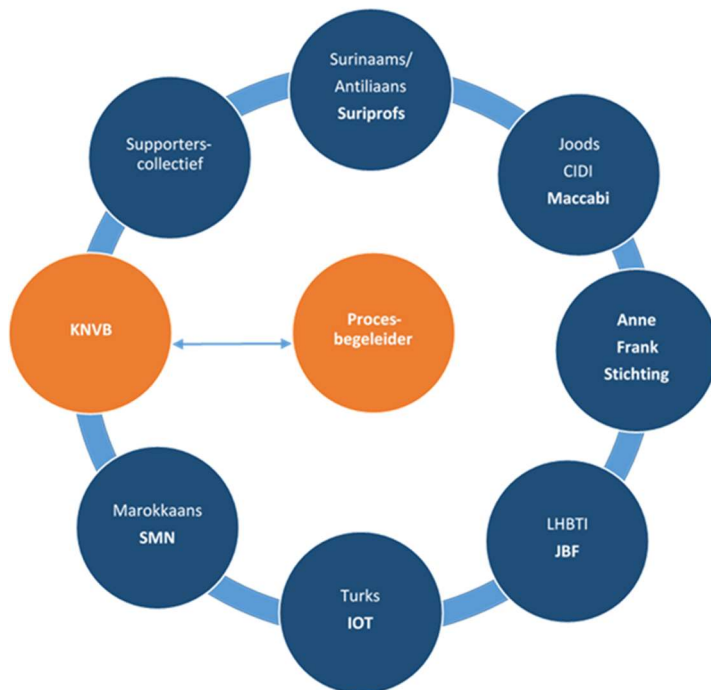 Surinaams/
Antiliaans
Suriprofs
Joods
CIDI
Maccabi
Anne
Frank
Stichting
LHBTI
JBF
Turks
IOT
Marokkaans
SMN
KNVB
Supporters-
collectief
Proces-
begeleider